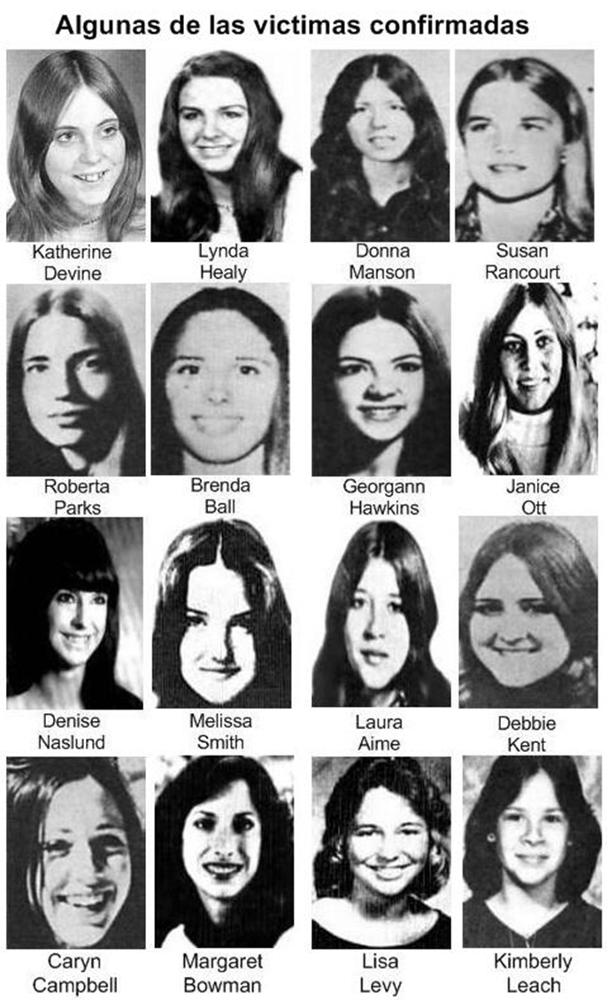 Algunas de las victimas confirmadas
Katherine Devine
Lynda Healy
Donna Manson
Susan Rancourt
Roberta Parks
Brenda Ball
Georgann Hawkins
Janice Ott
Denise Naslund
Melissa Smith
Laura Aime
Debbie Kent
Caryn Campbell
Margaret Bowman
Lisa Levy
Kimberly Leach